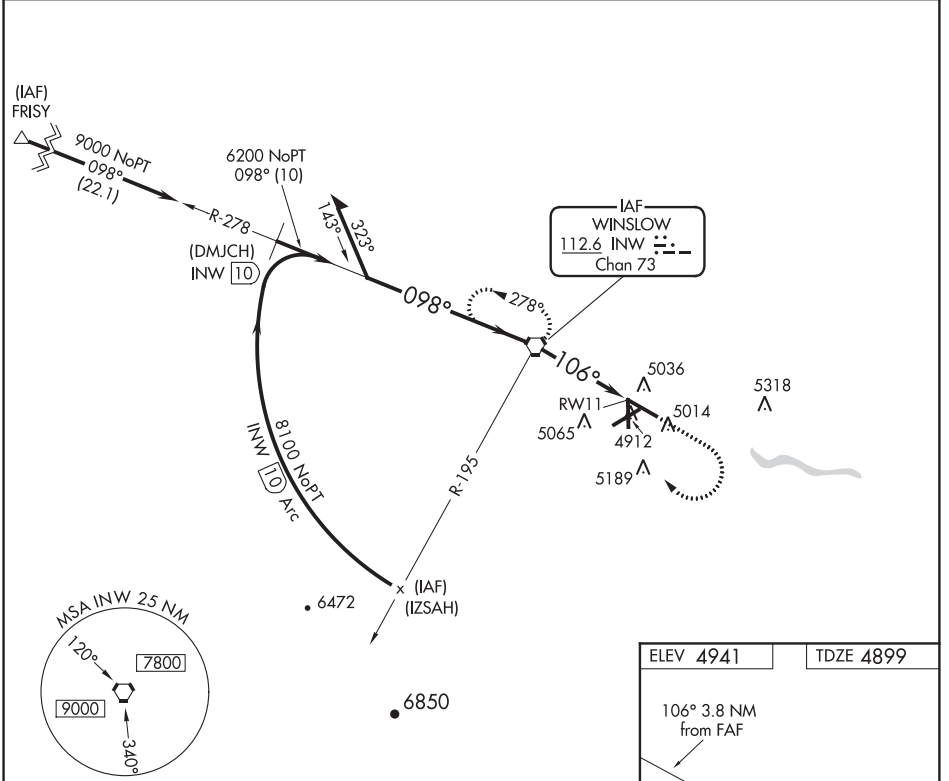 (IAF)
FRISY
9000 NoPT
098°
(22.1)
6200 NoPT
098° (10)
R-278
(DMJCH)
INW 10
143°
323°
098°
278°
IAF
WINSLOW
112.6 INW
Chan 73
106°
RW11
5036
5014
5318
5065
4912
5189
8100 NoPT
INW 10 Arc
R-195
(IAF)
(IZSAH)
6472
6850
MSA INW 25 NM
120°
7800
9000
340°
ELEV 4941
TDZE 4899
106° 3.8 NM
from FAF